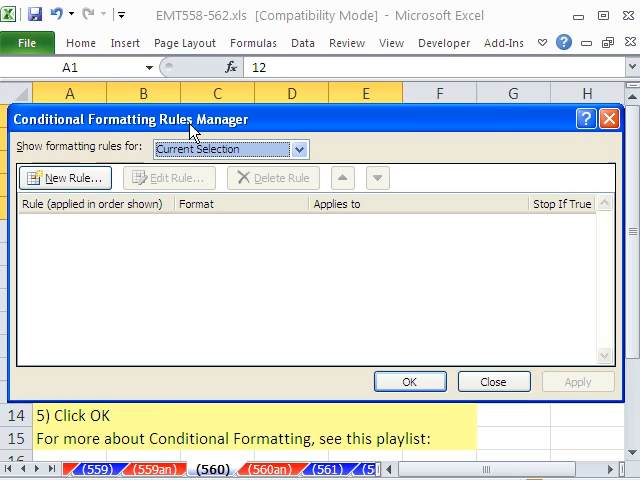 EMT558-562.xls [Compatibility Mode] - Microsoft Excel
File Home Insert Page Layout Formulas Data Review View Developer Add-Ins
A1 fx 12
A B C D E F G H
Conditional Formatting Rules Manager
Show formatting rules for: Current Selection
New Rule... Edit Rule... Delete Rule
Rule (applied in order shown) Format Applies to Stop If True
OK Close Apply
14 5) Click OK
15 For more about Conditional Formatting, see this playlist:
16
(559) (559an) (560) (560an) (561) (5